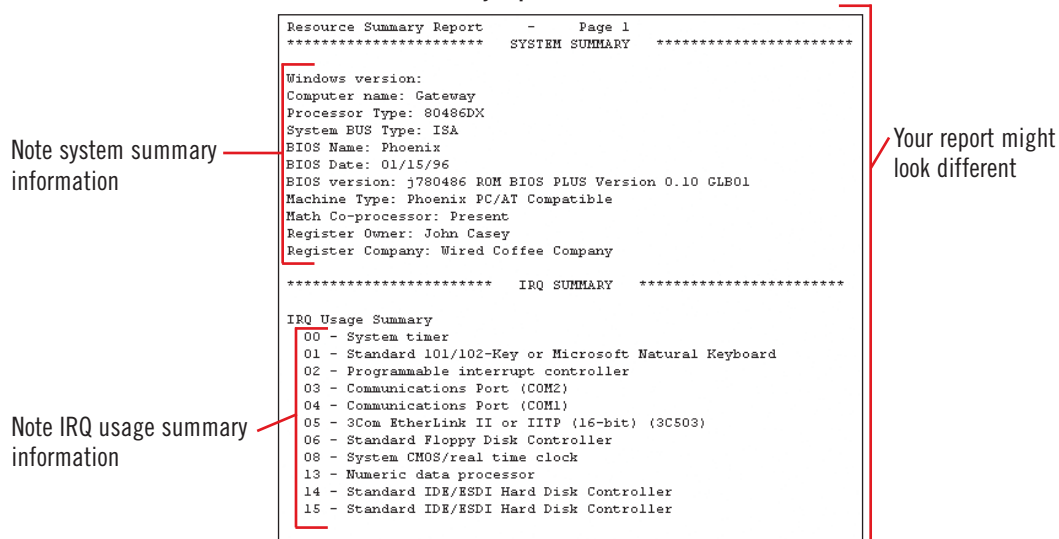 Resource Summary Report - Page 1
*********************** SYSTEM SUMMARY ***********************
Windows version:
Computer name: Gateway
Processor Type: 80486DX
System BUS Type: ISA
BIOS Name: Phoenix
BIOS Date: 01/15/96
BIOS version: j780486 ROM BIOS PLUS Version 0.10 GLB01
Machine Type: Phoenix PC/AT Compatible
Math Co-processor: Present
Register Owner: John Casey
Register Company: Wired Coffee Company
************************ IRQ SUMMARY ************************
IRQ Usage Summary
00 - System timer
01 - Standard 101/102-Key or Microsoft Natural Keyboard
02 - Programmable interrupt controller
03 - Communications Port (COM2)
04 - Communications Port (COM1)
05 - 3Com EtherLink II or IITP (16-bit) (3C503)
06 - Standard Floppy Disk Controller
08 - System CMOS/real time clock
13 - Numeric data processor
14 - Standard IDE/ESDI Hard Disk Controller
15 - Standard IDE/ESDI Hard Disk Controller
Note system summary
information
Note IRQ usage summary
information
Your report might
look different